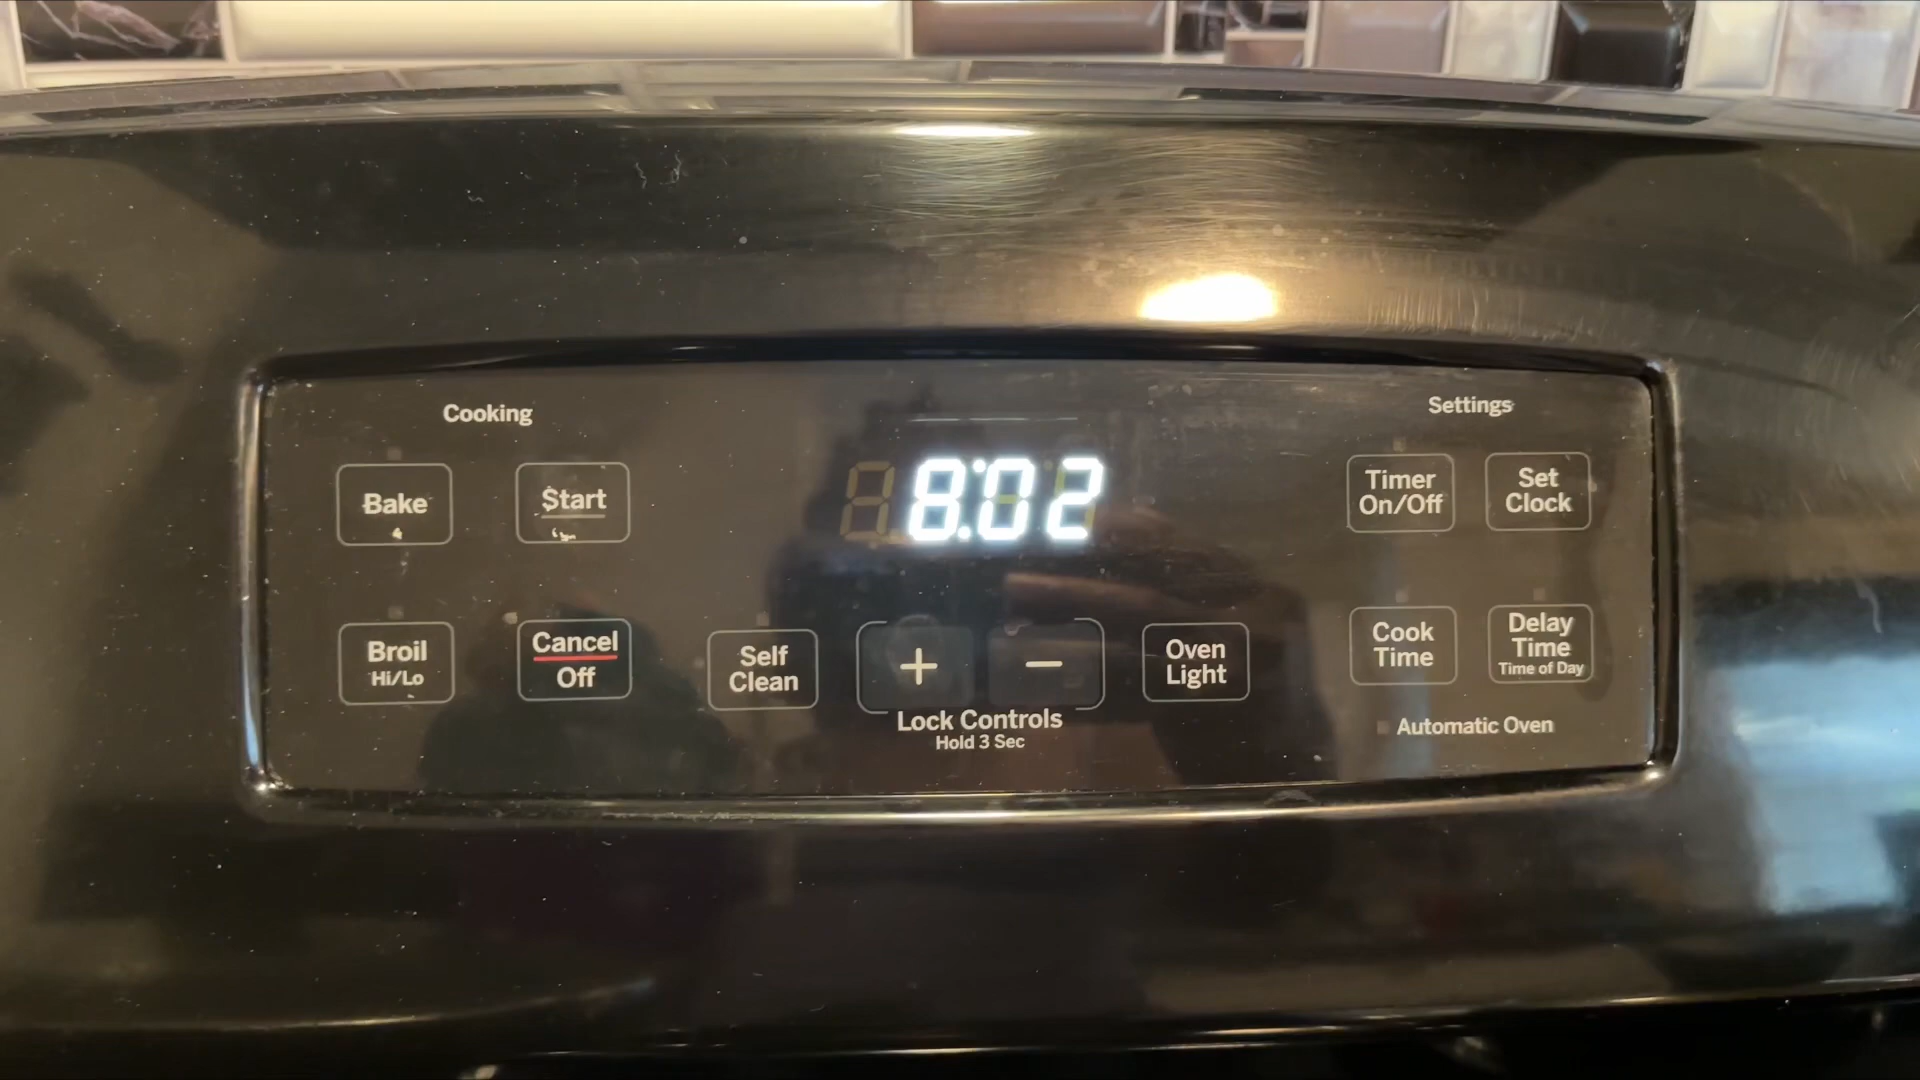 Cooking
Settings
Bake
Start
8:02
Timer
On/Off
Set
Clock
Broil
Hi/Lo
Cancel
Off
Self
Clean
+
−
Lock Controls
Hold 3 Sec
Oven
Light
Cook
Time
Delay
Time
Time of Day
Automatic Oven